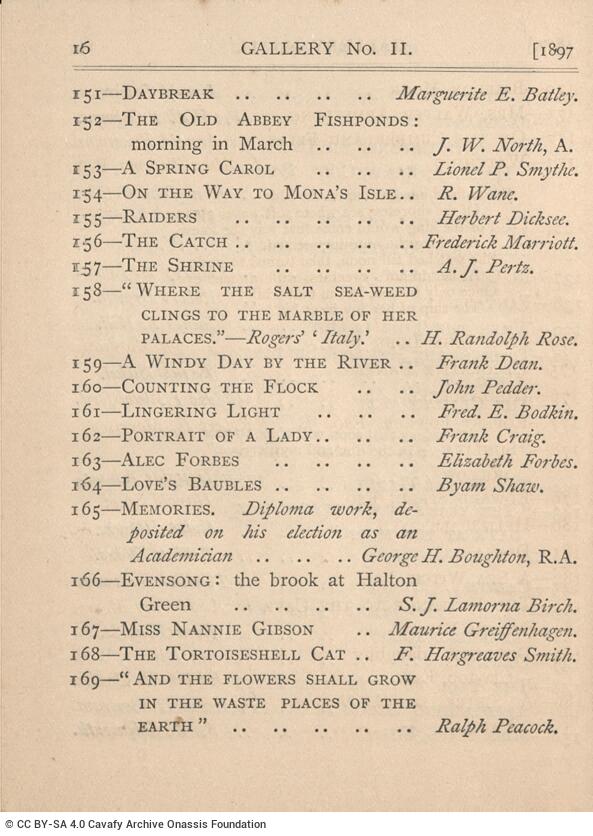 16 GALLERY No. II. [1897
151—Daybreak .. .. .. .. Marguerite E. Batley.
152—The Old Abbey Fishponds:
morning in March .. .. .. J. W. North, A.
153—A Spring Carol .. .. .. Lionel P. Smythe.
154—On the Way to Mona's Isle.. R. Wane.
155—Raiders .. .. .. .. Herbert Dicksee.
156—The Catch .. .. .. .. .. Frederick Marriott.
157—The Shrine .. .. .. .. A. J. Pertz.
158—"Where the salt sea-weed
clings to the marble of her
palaces."—Rogers' 'Italy.' .. H. Randolph Rose.
159—A Windy Day by the River .. Frank Dean.
160—Counting the Flock .. .. John Pedder.
161—Lingering Light .. .. .. Fred. E. Bodkin.
162—Portrait of a Lady.. .. .. Frank Craig.
163—Alec Forbes .. .. .. .. Elizabeth Forbes.
164—Love's Baubles .. .. .. .. Byam Shaw.
165—Memories. Diploma work, de-
posited on his election as an
Academician .. .. .. .. George H. Boughton, R.A.
166—Evensong: the brook at Halton
Green .. .. .. .. S. J. Lamorna Birch.
167—Miss Nannie Gibson .. Maurice Greiffenhagen.
168—The Tortoiseshell Cat .. F. Hargreaves Smith.
169—"And the flowers shall grow
in the waste places of the
earth" .. .. .. .. .. Ralph Peacock.
© CC BY-SA 4.0 Cavafy Archive Onassis Foundation